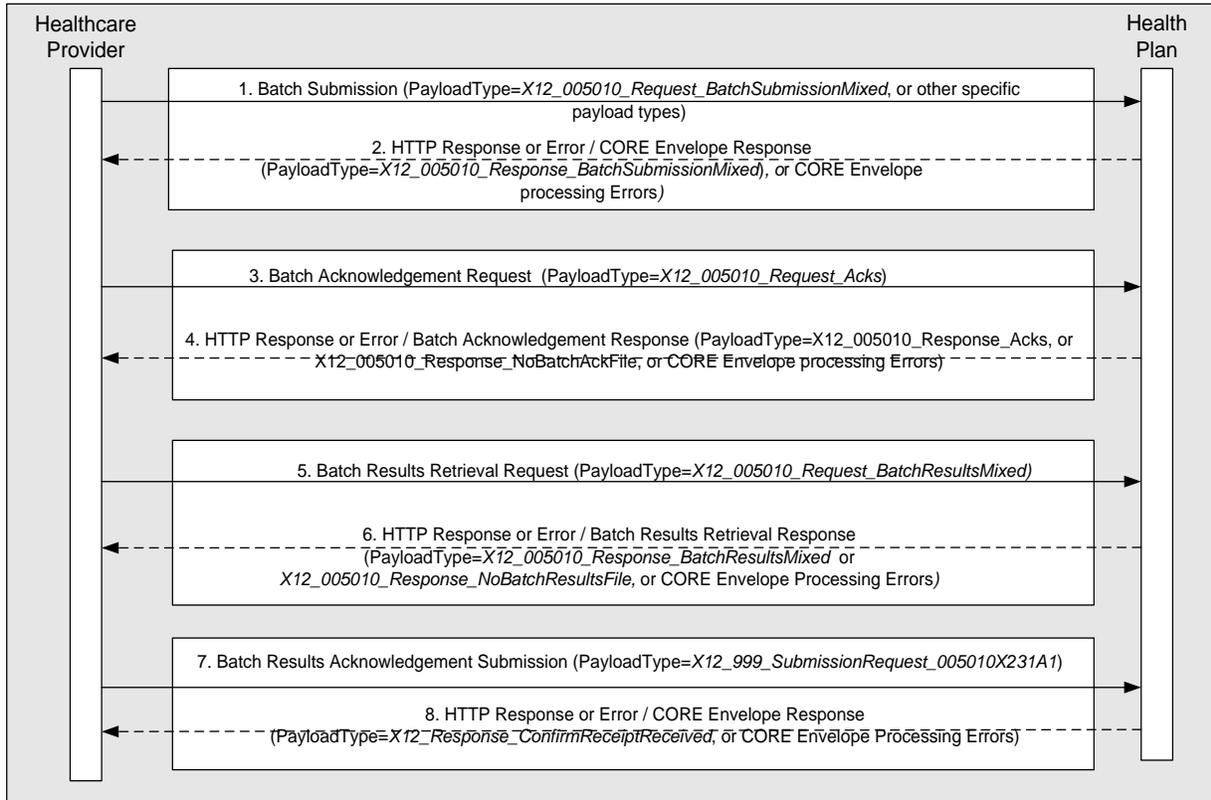 Healthcare
Provider
Health
Plan
1. Batch Submission (PayloadType=X12_005010_Request_BatchSubmissionMixed, or other specific
payload types)
2. HTTP Response or Error / CORE Envelope Response
(PayloadType=X12_005010_Response_BatchSubmissionMixed), or CORE Envelope
processing Errors)
3. Batch Acknowledgement Request (PayloadType=X12_005010_Request_Acks)
4. HTTP Response or Error / Batch Acknowledgement Response (PayloadType=X12_005010_Response_Acks, or
X12_005010_Response_NoBatchAckFile, or CORE Envelope processing Errors)
5. Batch Results Retrieval Request (PayloadType=X12_005010_Request_BatchResultsMixed)
6. HTTP Response or Error / Batch Results Retrieval Response
(PayloadType=X12_005010_Response_BatchResultsMixed or
X12_005010_Response_NoBatchResultsFile, or CORE Envelope Processing Errors)
7. Batch Results Acknowledgement Submission (PayloadType=X12_999_SubmissionRequest_005010X231A1)
8. HTTP Response or Error / CORE Envelope Response
(PayloadType=X12_Response_ConfirmReceiptReceived, or CORE Envelope Processing Errors)